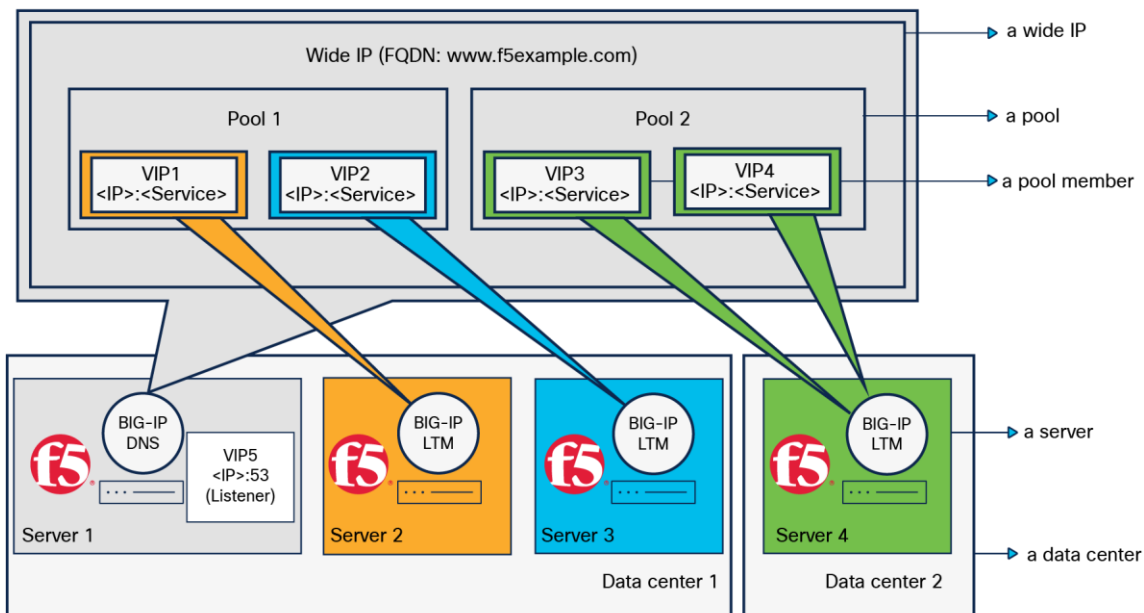 Wide IP (FQDN: www.f5example.com)
a wide IP
Pool 1
Pool 2
a pool
VIP1
<IP>:<Service>
VIP2
<IP>:<Service>
VIP3
<IP>:<Service>
VIP4
<IP>:<Service>
a pool member
BIG-IP
DNS
VIP5
<IP>:53
(Listener)
f5
Server 1
BIG-IP
LTM
f5
Server 2
BIG-IP
LTM
f5
Server 3
Data center 1
BIG-IP
LTM
f5
Server 4
Data center 2
a server
a data center